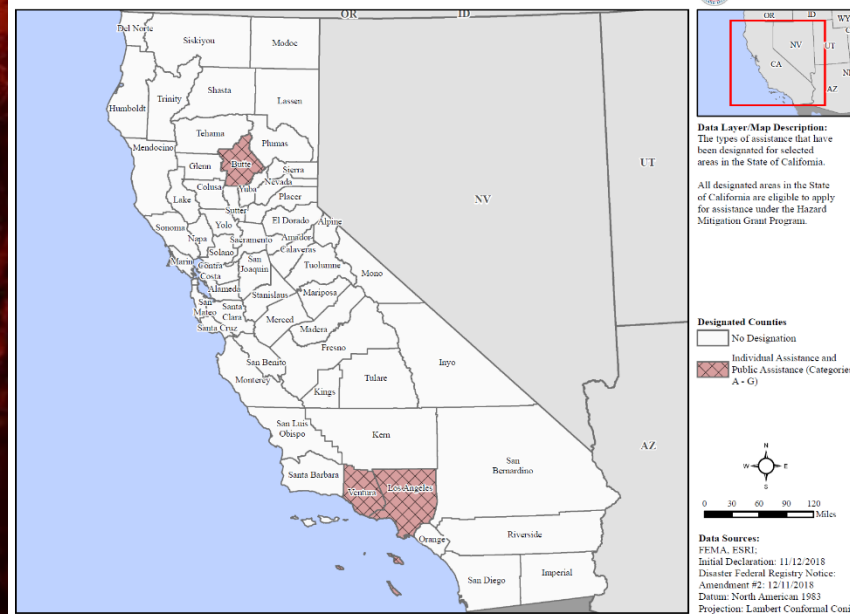 OR
ID
Del Norte
Siskiyou
Modoc
Shasta
Trinity
Lassen
Humboldt
Tehama
Plumas
Mendocino
Butte
Glenn
Sierra
Nevada
Colusa
Yuba
Placer
Lake
Sutter
El Dorado
Alpine
Yolo
Sonoma
Napa
Sacramento
Amador
Solano
Calaveras
Marin
Contra
Costa
San
Joaquin
Tuolumne
Mono
Alameda
Stanislaus
Mariposa
San
Mateo
Santa
Clara
Merced
Santa Cruz
Madera
Fresno
San Benito
Inyo
Monterey
Kings
Tulare
San Luis
Obispo
Kern
Santa Barbara
San
Bernardino
Ventura
Los Angeles
Orange
Riverside
San Diego
Imperial
NV
UT
AZ
OR
ID
WY
NV
UT
CA
AZ
Data Layer/Map Description:
The types of assistance that have
been designated for selected
areas in the State of California.
All designated areas in the State
of California are eligible to apply
for assistance under the Hazard
Mitigation Grant Program.
Designated Counties
No Designation
Individual Assistance and
Public Assistance (Categories
A - G)
N
W
E
S
0 30 60 90 120
Miles
Data Sources:
FEMA, ESRI;
Initial Declaration: 11/12/2018
Disaster Federal Registry Notice:
Amendment #2: 12/11/2018
Datum: North American 1983
Projection: Lambert Conformal Coni